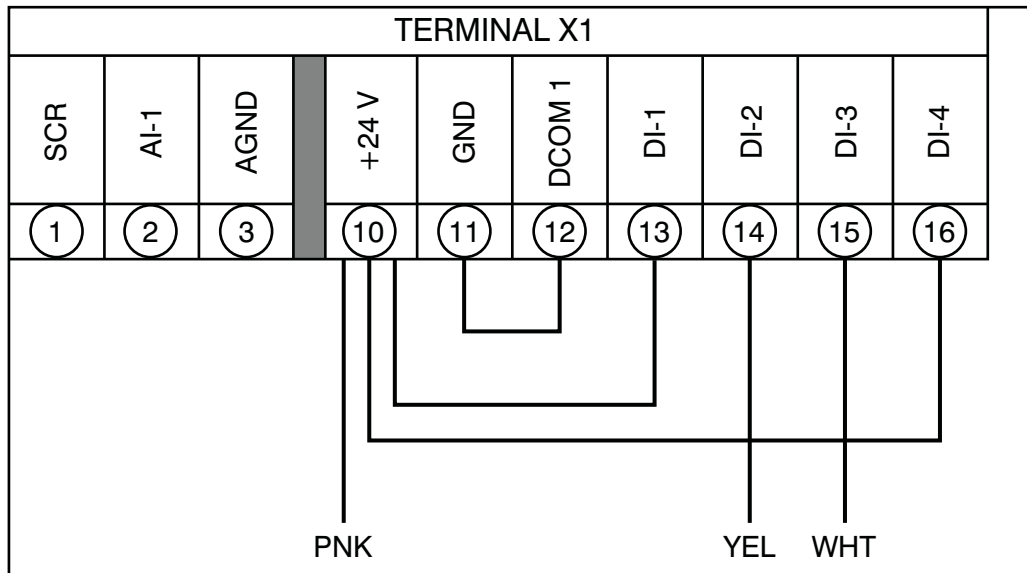 TERMINAL X1
SCR AI-1 AGND +24 V GND DCOM 1 DI-1 DI-2 DI-3 DI-4
1 2 3 10 11 12 13 14 15 16
PNK YEL WHT